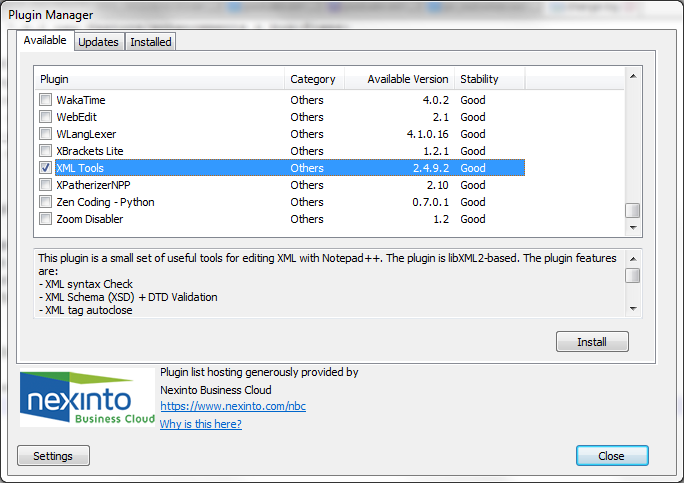 Plugin Manager
Available Updates Installed
Plugin Category Available Version Stability
WakaTime Others 4.0.2 Good
WebEdit Others 2.1 Good
WLangLexer Others 4.1.0.16 Good
XBrackets Lite Others 1.2.1 Good
XML Tools Others 2.4.9.2 Good
XPatherizerNPP Others 2.10 Good
Zen Coding - Python Others 0.7.0.1 Good
Zoom Disabler Others 1.2 Good
This plugin is a small set of useful tools for editing XML with Notepad++. The plugin is libXML2-based. The plugin features
are:
- XML syntax Check
- XML Schema (XSD) + DTD Validation
- XML tag autoclose
Install
nexinto
Business Cloud
Plugin list hosting generously provided by
Nexinto Business Cloud
https://www.nexinto.com/nbc
Why is this here?
Settings Close